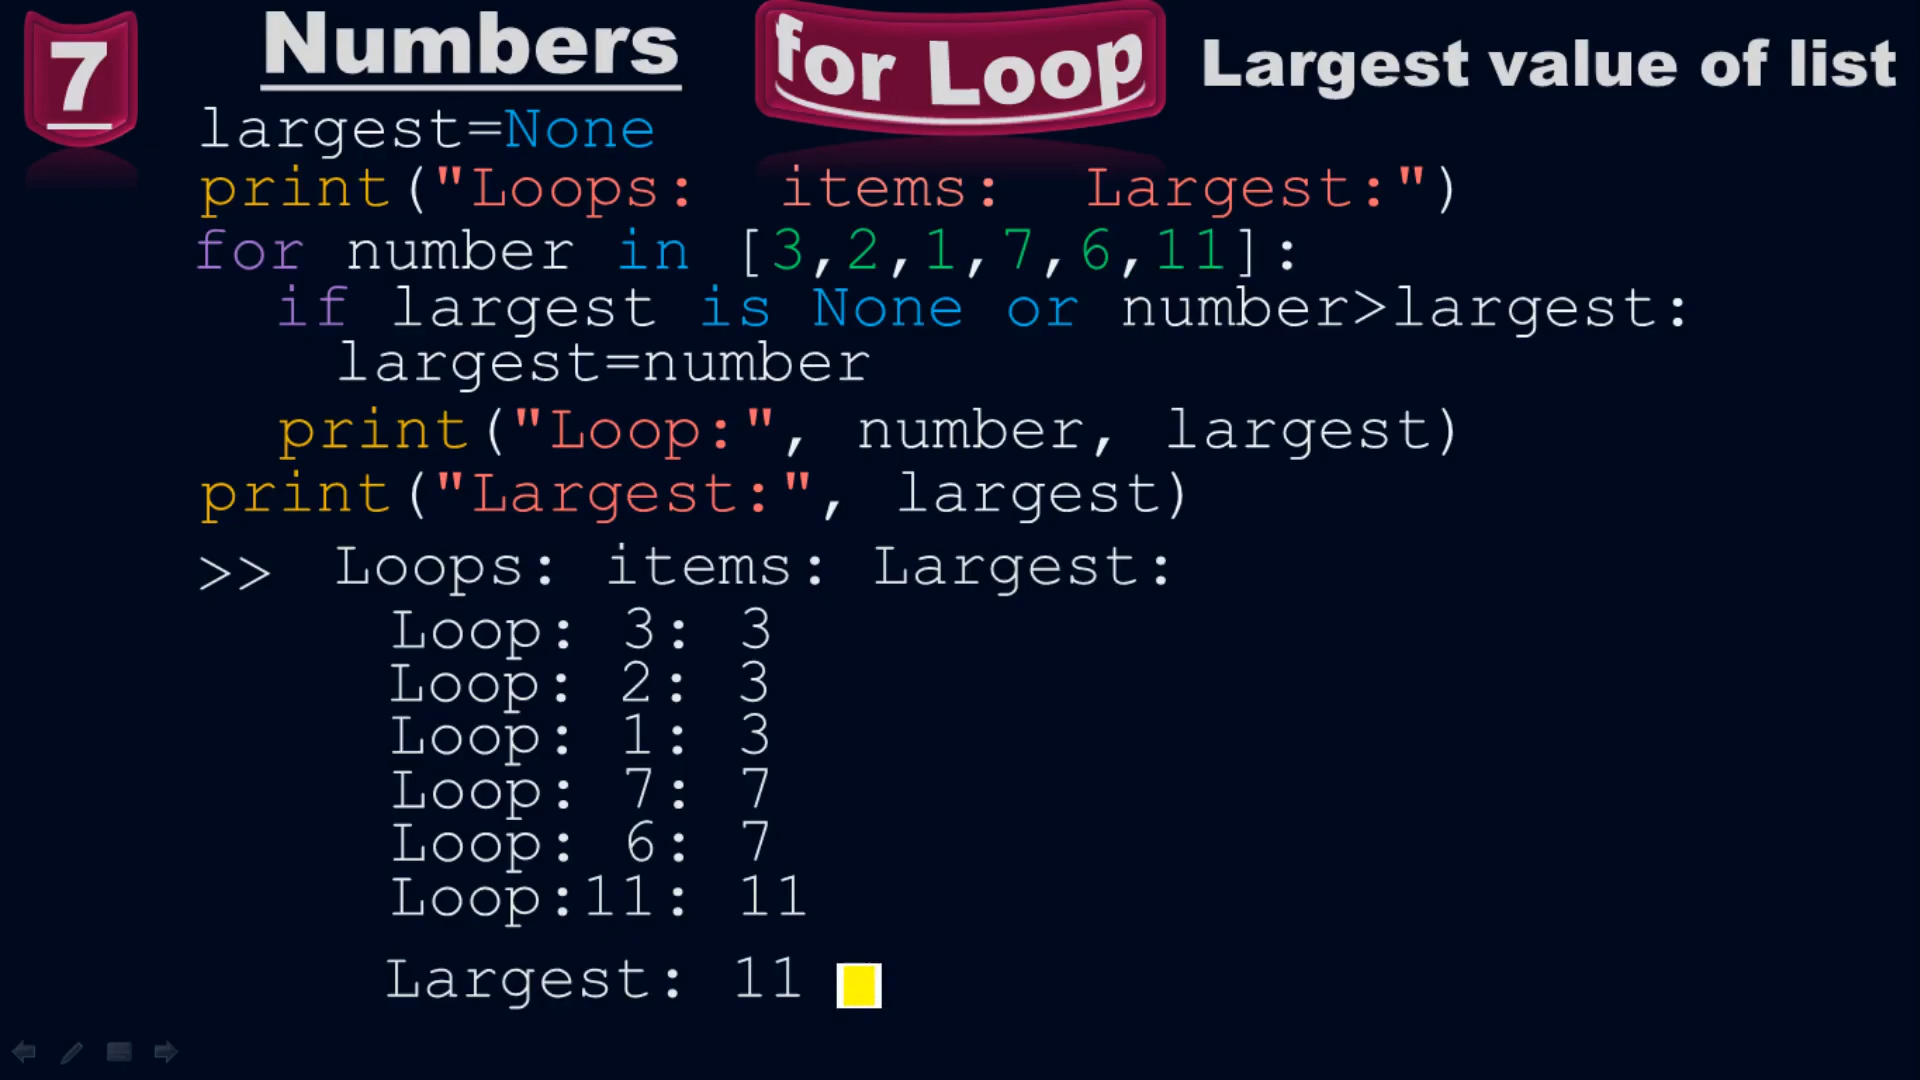 7 Numbers for Loop Largest value of list
largest=None
print("Loops:  items:  Largest:")
for number in [3,2,1,7,6,11]:
if largest is None or number>largest:
largest=number
print("Loop:", number, largest)
print("Largest:", largest)
>> Loops: items: Largest:
Loop: 3: 3
Loop: 2: 3
Loop: 1: 3
Loop: 7: 7
Loop: 6: 7
Loop:11: 11
Largest: 11